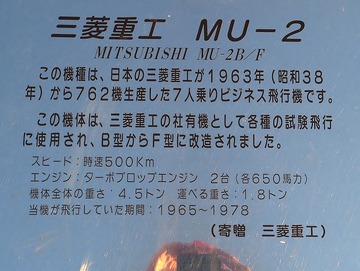 三菱重工 MU－2
MITSUBISHI MU-2B/F
この機種は、日本の三菱重工が1963年（昭和38
年）から762機生産した7人乗りビジネス飛行機です。
この機体は、三菱重工の社有機として各種の試験飛行
に使用され、B型からF型に改造されました。
スピード：時速500Km
エンジン：ターボプロップエンジン 2台（各650馬力）
機体全体の重さ：4.5トン 運べる重さ：1.8トン
当機が飛行していた期間：1965～1978
（寄贈 三菱重工）